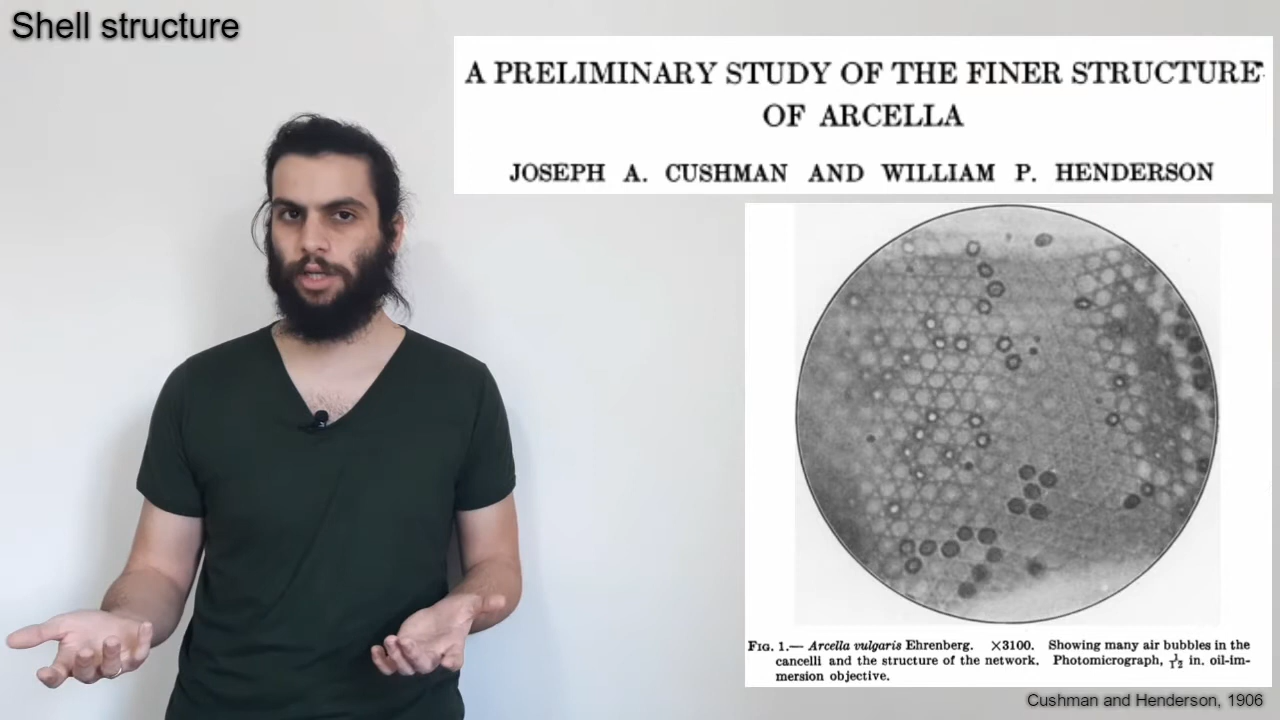 Shell structure
A PRELIMINARY STUDY OF THE FINER STRUCTURE
OF ARCELLA
JOSEPH A. CUSHMAN AND WILLIAM P. HENDERSON
FIG. 1.— Arcella vulgaris Ehrenberg. ×3100. Showing many air bubbles in the
cancelli and the structure of the network. Photomicrograph, 1/12 in. oil-im-
mersion objective.
Cushman and Henderson, 1906